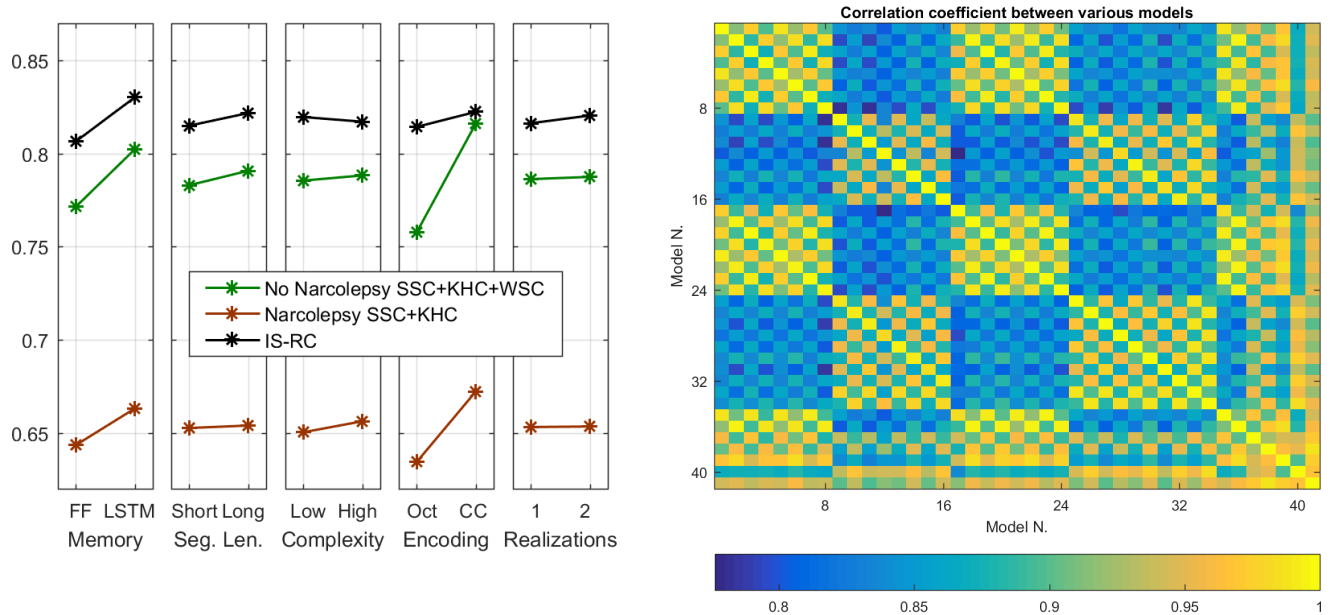 0.85
0.8
0.75
0.7
0.65
No Narcolepsy SSC+KHC+WSC
Narcolepsy SSC+KHC
IS-RC
FF LSTM Short Long Low High Oct CC 1 2
Memory Seg. Len. Complexity Encoding Realizations
Correlation coefficient between various models
Model N.
8
16
24
32
40
8 16 24 32 40
Model N.
0.8 0.85 0.9 0.95 1